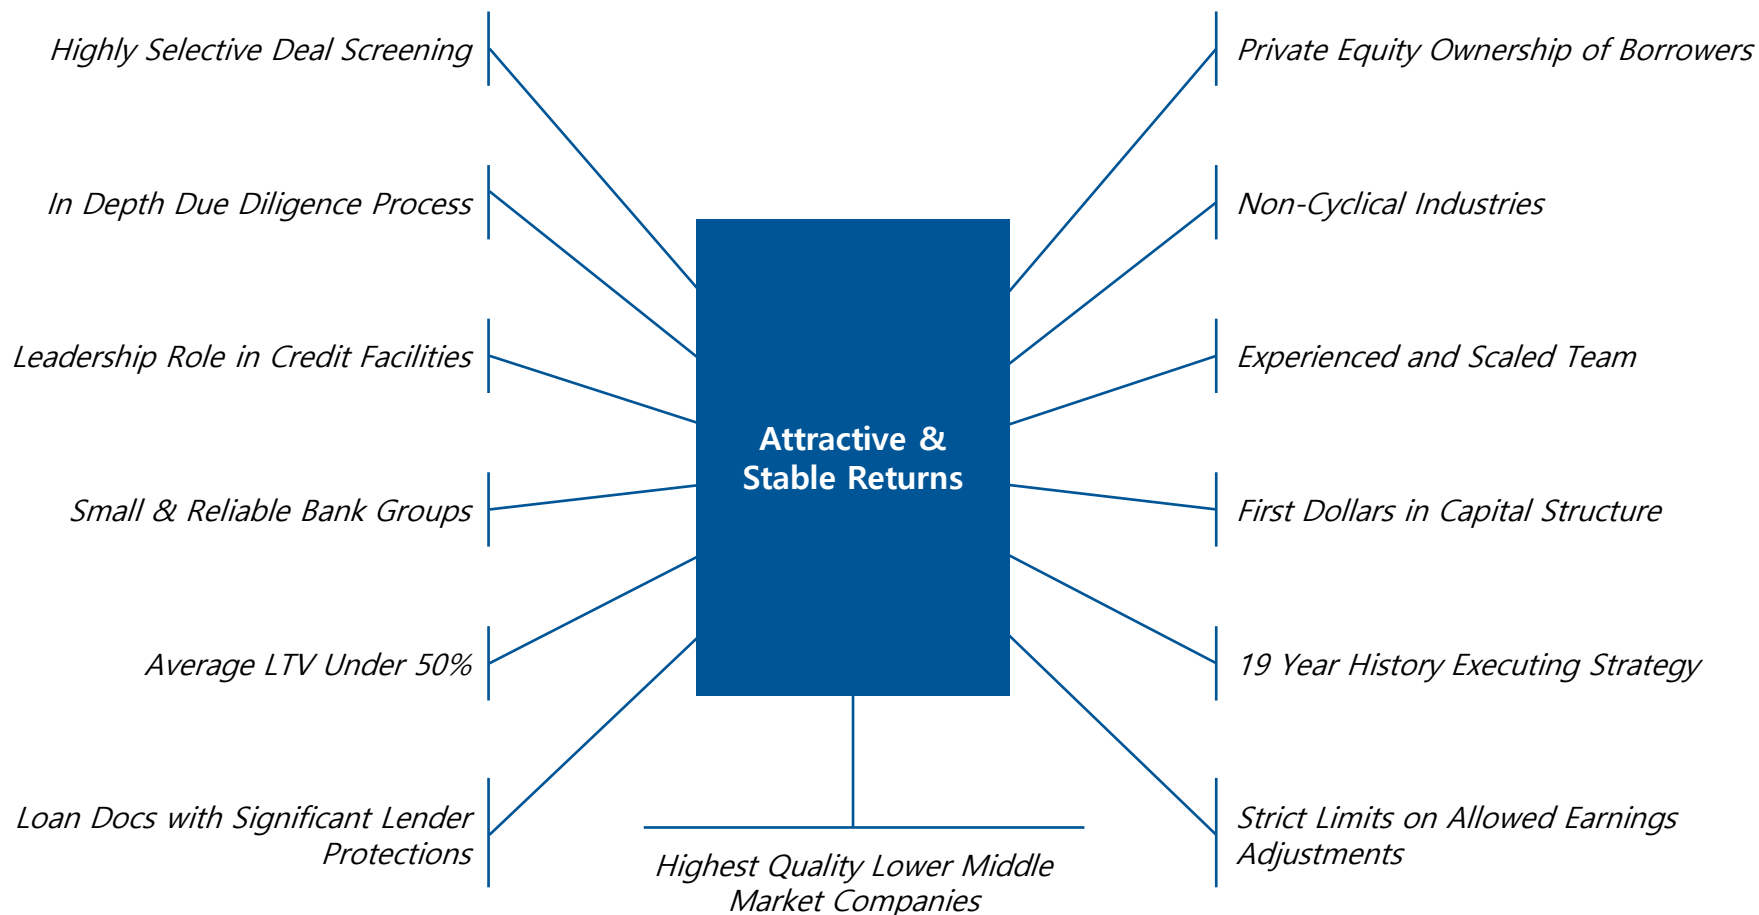 Highly Selective Deal Screening
In Depth Due Diligence Process
Leadership Role in Credit Facilities
Small & Reliable Bank Groups
Average LTV Under 50%
Loan Docs with Significant Lender
Protections
Attractive &
Stable Returns
Highest Quality Lower Middle
Market Companies
Private Equity Ownership of Borrowers
Non-Cyclical Industries
Experienced and Scaled Team
First Dollars in Capital Structure
19 Year History Executing Strategy
Strict Limits on Allowed Earnings
Adjustments